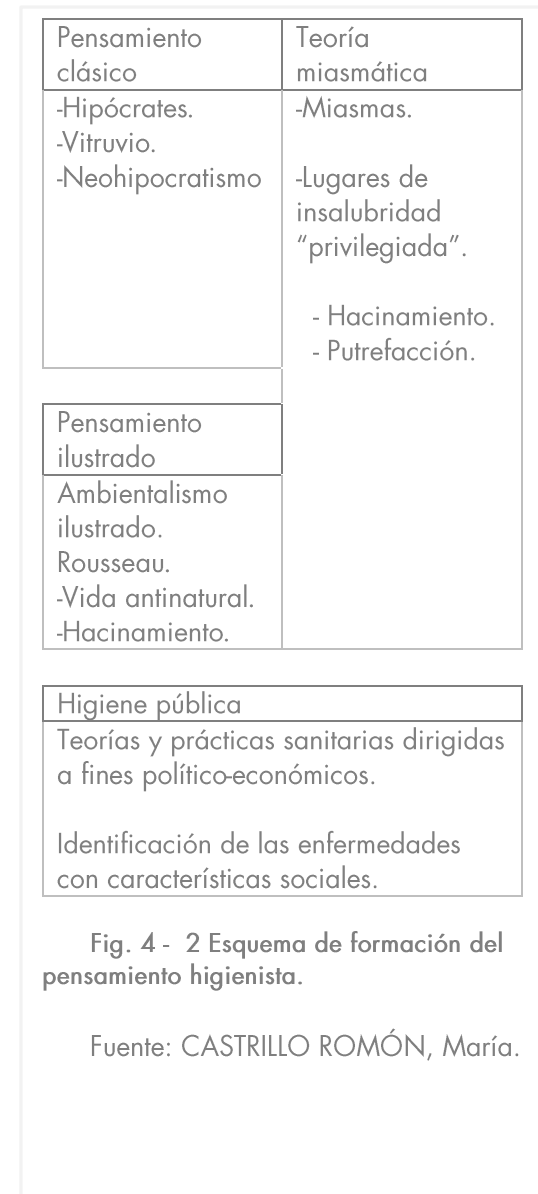 Pensamiento
clásico
-Hipócrates.
-Vitruvio.
-Neohipocratismo
Teoría
miasmática
-Miasmas.
-Lugares de
insalubridad
“privilegiada”.
- Hacinamiento.
- Putrefacción.
Pensamiento
ilustrado
Ambientalismo
ilustrado.
Rousseau.
-Vida antinatural.
-Hacinamiento.
Higiene pública
Teorías y prácticas sanitarias dirigidas
a fines político-económicos.
Identificación de las enfermedades
con características sociales.
Fig. 4 - 2 Esquema de formación del
pensamiento higienista.
Fuente: CASTRILLO ROMÓN, María.